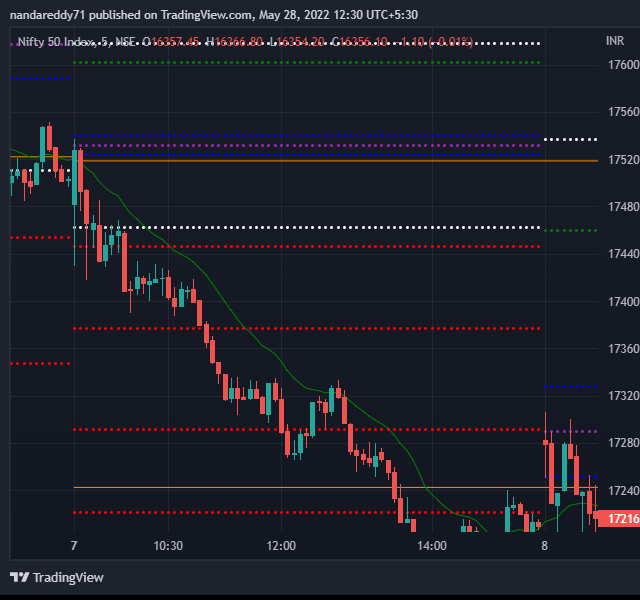 nandareddy71 published on TradingView.com, May 28, 2022 12:30 UTC+5:30
Nifty 50 Index, 5, NSE O16357.45 H16366.80 L16354.20 C16356.10 −1.10 (−0.01%)
INR
17600
17560
17520
17480
17440
17400
17360
17320
17280
17240
17216
7 10:30 12:00 14:00 8
TradingView